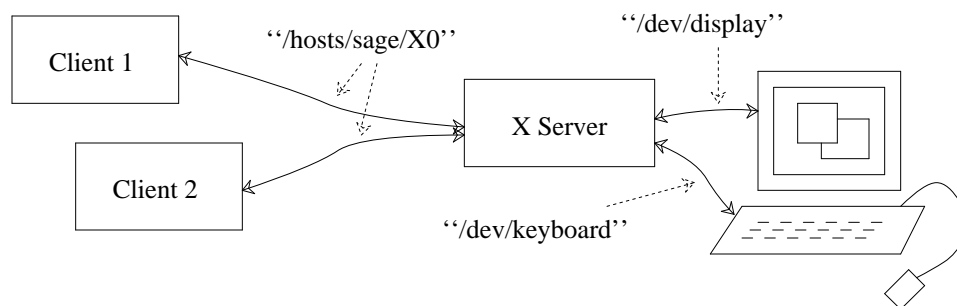 ‘‘/hosts/sage/X0’’
‘‘/dev/display’’
Client 1
X Server
Client 2
‘‘/dev/keyboard’’